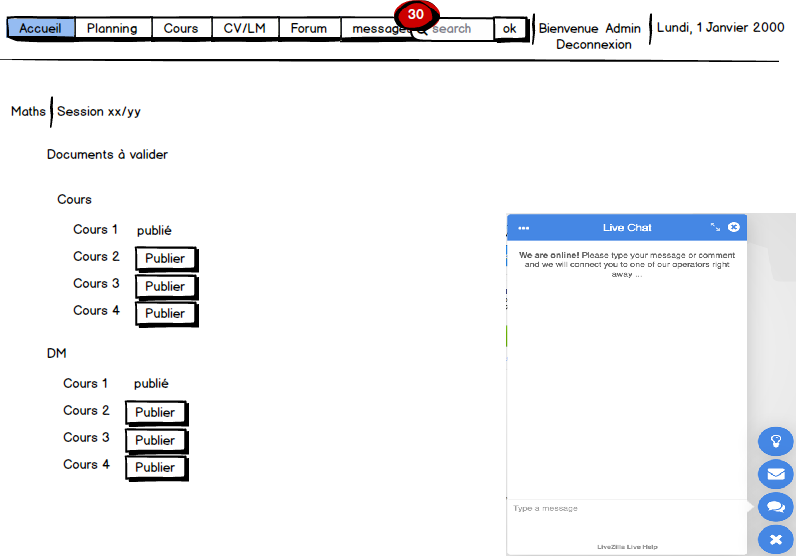 Accueil Planning Cours CV/LM Forum messages 30 search ok Bienvenue Admin Lundi, 1 Janvier 2000
Deconnexion
Maths Session xx/yy
Documents à valider
Cours
Cours 1 publié
Cours 2 Publier
Cours 3 Publier
Cours 4 Publier
DM
Cours 1 publié
Cours 2 Publier
Cours 3 Publier
Cours 4 Publier
Live Chat
We are online! Please type your message or comment
and we will connect you to one of our operators right
away ...
Type a message
LiveZilla Live Help